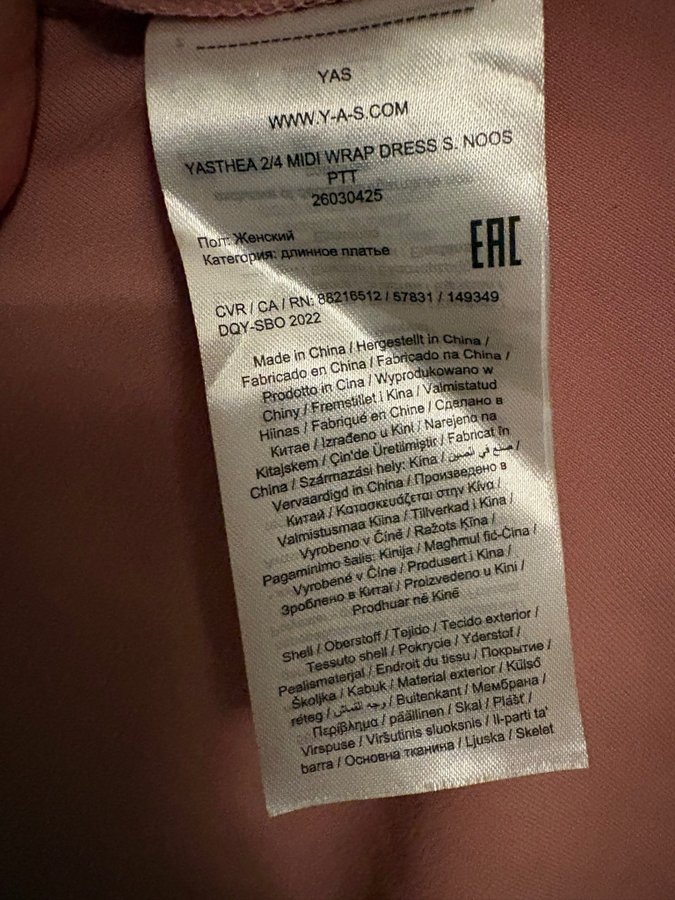 YAS
WWW.Y-A-S.COM
YASTHEA 2/4 MIDI WRAP DRESS S. NOOS
PTT
26030425
Пол: Женский
Категория: длинное платье
EAC
CVR / CA / RN: 88216512 / 57831 / 149349
DQY-SBO 2022
Made in China / Hergestellt in China /
Fabricado en China / Fabricado na China /
Prodotto in Cina / Wyprodukowano w
Chiny / Fremstillet i Kina / Valmistatud
Hiinas / Fabriqué en Chine / Сделано в
Китае / Izrađeno u Kini / Narejeno na
Kitajskem / Çin'de Üretilmiştir / Fabricat în
China / Származási hely: Kína / صنع في الصين /
Vervaardigd in China / Произведено в
Китай / Κατασκευάζεται στην Κίνα /
Valmistusmaa Kiina / Tillverkad i Kina /
Vyrobeno v Číně / Ražots Ķīna /
Pagaminimo šalis: Kinija / Maghmul fiċ-Ċina /
Vyrobené v Číne / Produsert i Kina /
Зроблено в Китаї / Proizvedeno u Kini /
Prodhuar në Kinë
Shell / Oberstoff / Tejido / Tecido exterior /
Tessuto shell / Pokrycie / Yderstof /
Pealismaterjal / Endroit du tissu / Покрытие /
Školjka / Kabuk / Material exterior / Külső
réteg / وجه القماش / Buitenkant / Мембрана /
Περίβλημα / päällinen / Skal / Plášť /
Virspuse / Viršutinis sluoksnis / Il-parti ta'
barra / Основна тканина / Ljuska / Skelet